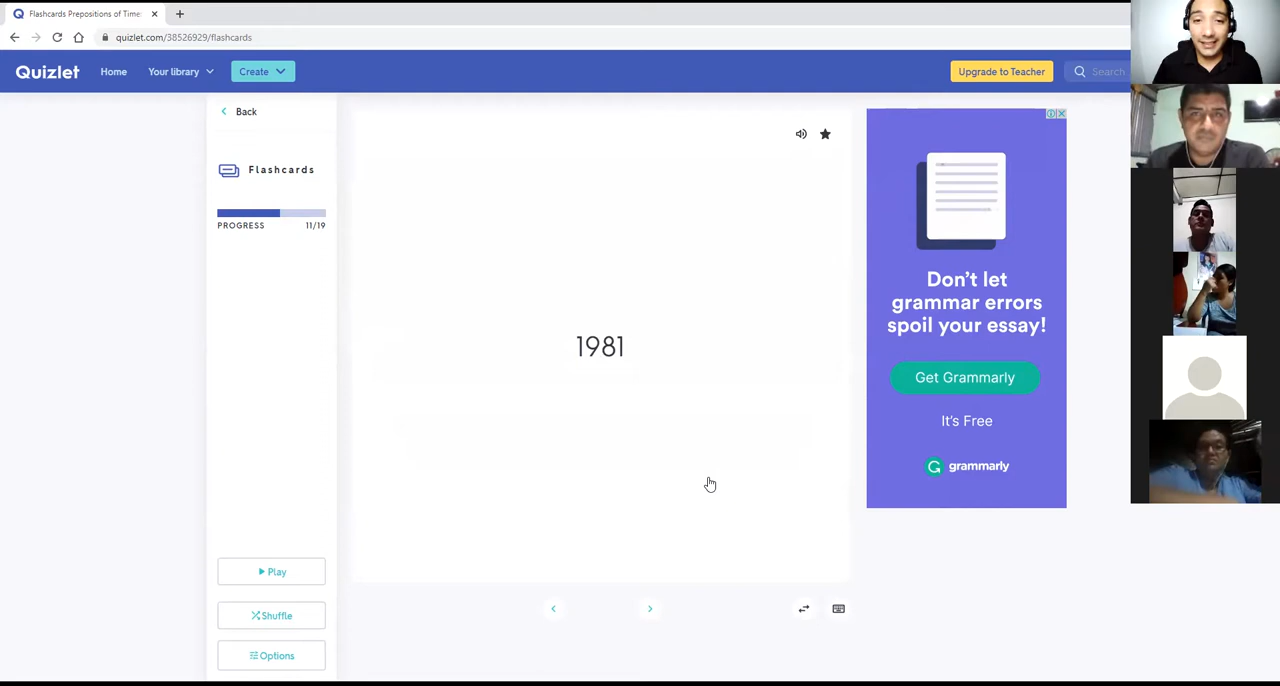 Flashcards Prepositions of Time
quizlet.com/38526929/flashcards
Quizlet
Home
Your library
Create
Upgrade to Teacher
Search
Back
Flashcards
PROGRESS
11/19
1981
Don't let
grammar errors
spoil your essay!
Get Grammarly
It's Free
grammarly
Play
Shuffle
Options